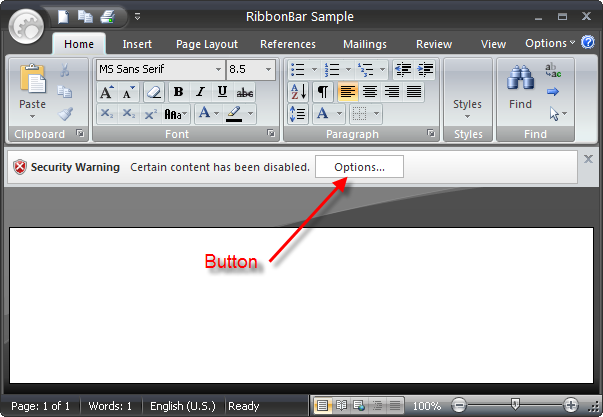 RibbonBar Sample
Home Insert Page Layout References Mailings Review View Options
MS Sans Serif 8.5
Paste Styles Find
Clipboard Font Paragraph Styles Find
Security Warning Certain content has been disabled. Options...
Button
Page: 1 of 1 Words: 1 English (U.S.) Ready 100%